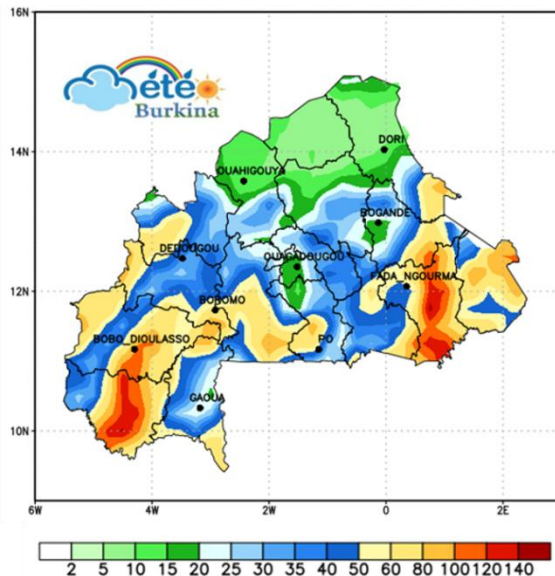 16N
Météo
Burkina
DORI
14N
OUAHIGOUYA
BOGANDE
DEDOUGOU
OUAGADOUGOU
FADA_NGOURMA
12N
BOROMO
BOBO_DIOULASSO
PO
GAOUA
10N
6W 4W 2W 0 2E
2 5 10 15 20 25 30 35 40 50 60 80 100 120 140